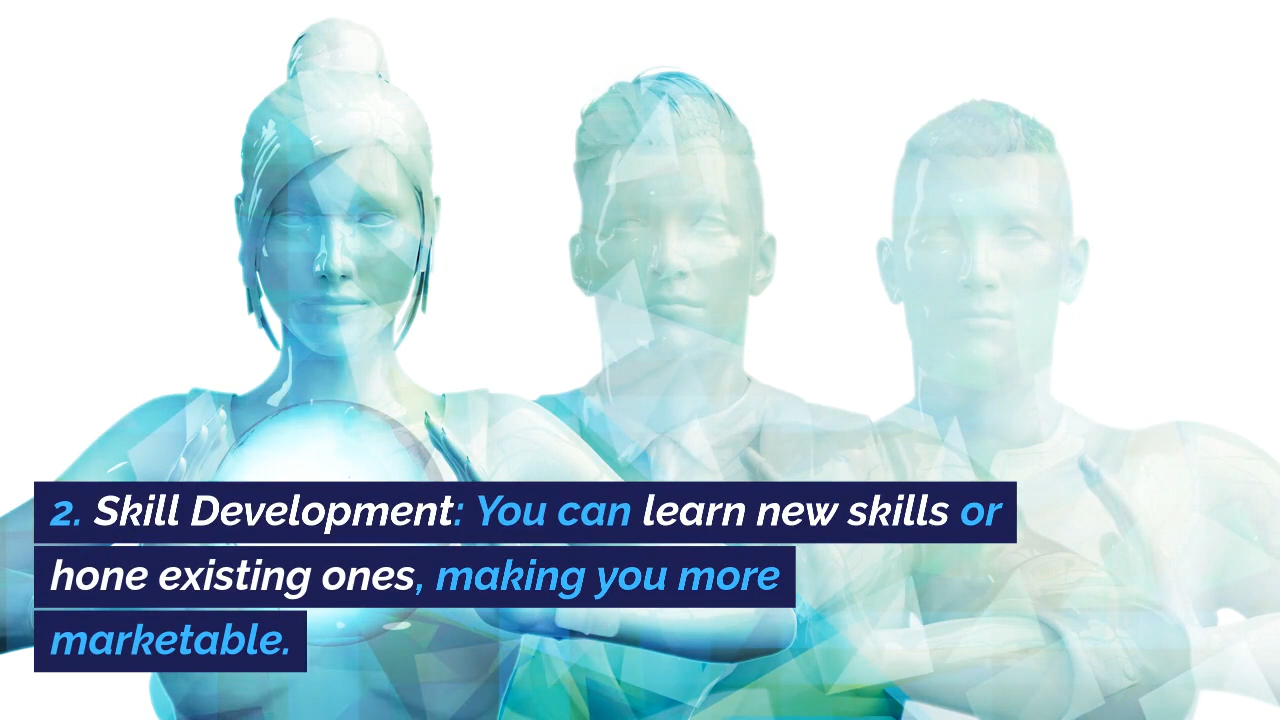 2. Skill Development: You can learn new skills or
hone existing ones, making you more
marketable.